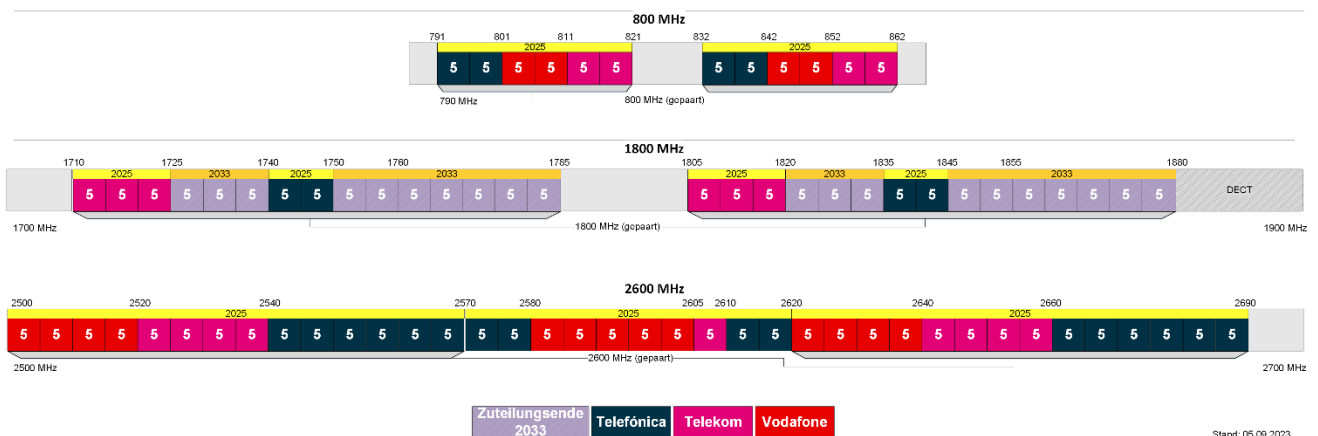 800 MHz
791 801 811 821 832 842 852 862
2025 2025
5 5 5 5 5 5 5 5 5 5 5 5
790 MHz 800 MHz (gepaart)
1800 MHz
1710 1725 1740 1750 1760 1785 1805 1820 1835 1845 1855 1880
2025 2033 2025 2033 2025 2033 2025 2033
5 5 5 5 5 5 5 5 5 5 5 5 5 5 5 5 5 5 5 5 5 5 5 5 5 5 5 5 5 5 DECT
1700 MHz 1800 MHz (gepaart) 1900 MHz
2600 MHz
2500 2520 2540 2570 2580 2605 2610 2620 2640 2660 2690
2025 2025 2025
5 5 5 5 5 5 5 5 5 5 5 5 5 5 5 5 5 5 5 5 5 5 5 5 5 5 5 5 5 5 5 5 5 5 5 5 5 5
2500 MHz 2600 MHz (gepaart) 2700 MHz
Zuteilungsende
2033 Telefónica Telekom Vodafone
Stand: 05.09.2023